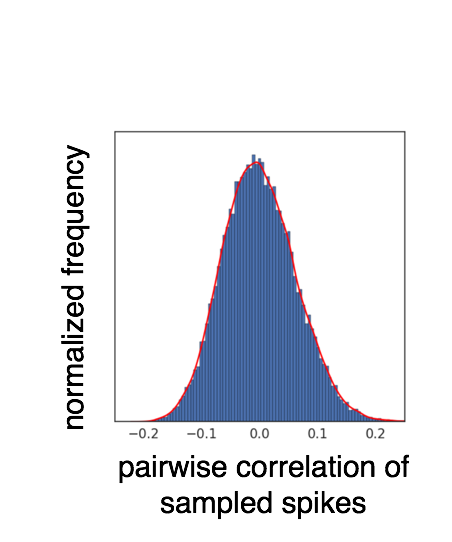 normalized frequency
−0.2 −0.1 0.0 0.1 0.2
pairwise correlation of
sampled spikes